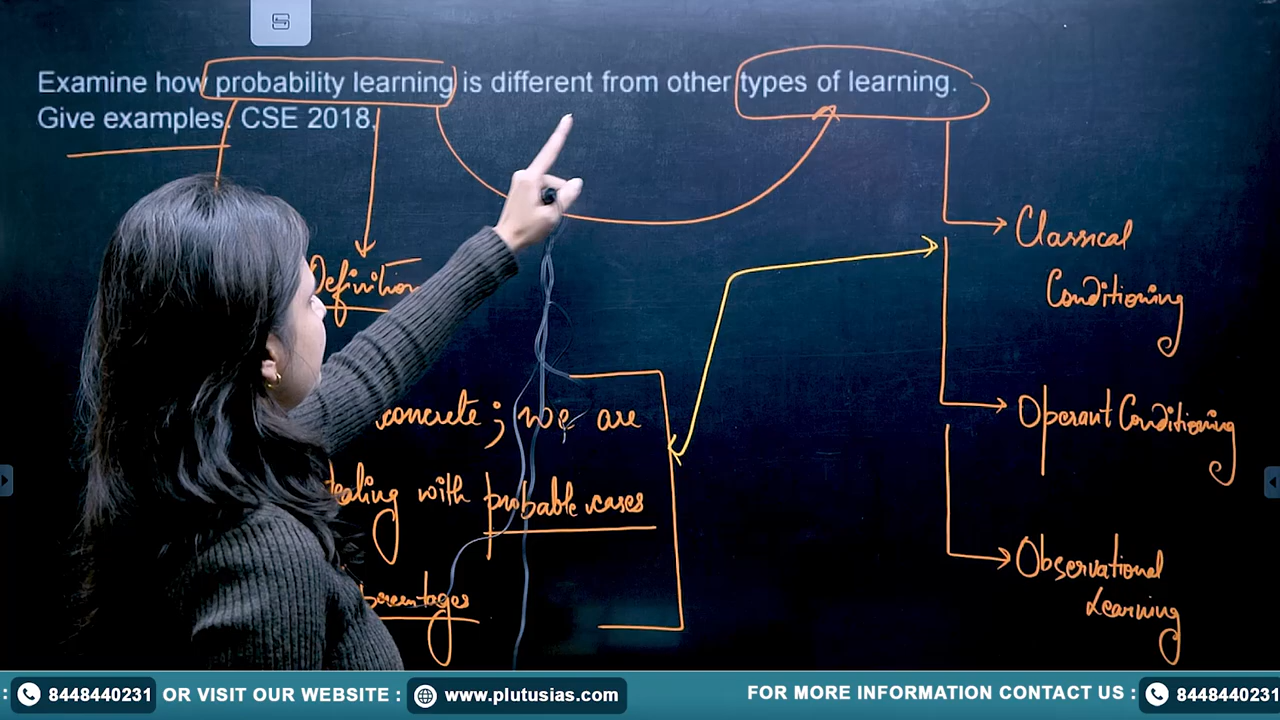 Examine how probability learning is different from other types of learning.
Give examples. CSE 2018,
Definition
Classical
Conditioning
concrete; we are
Operant Conditioning
with probable cases
Observational
Learning
: 8448440231 OR VISIT OUR WEBSITE : www.plutusias.com FOR MORE INFORMATION CONTACT US : 8448440231